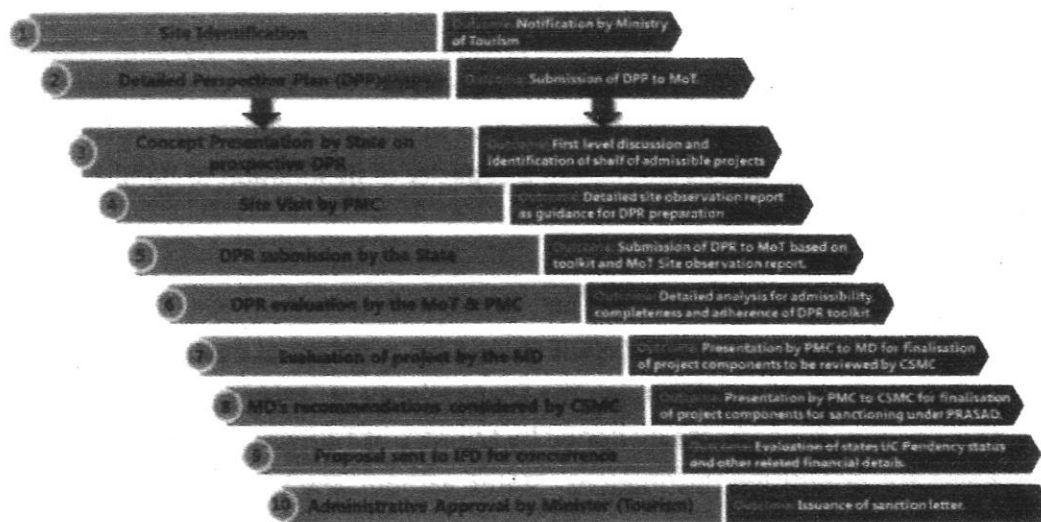 1 Site Identification
Outcome: Notification by Ministry
of Tourism
2 Detailed Perspective Plan (DPP)
Outcome: Submission of DPP to MoT.
3 Concept Presentation by State on
prospective DPR
Outcome: First level discussion and
identification of shelf of admissible projects
4 Site Visit by PMC
Outcome: Detailed site observation report
as guidance for DPR preparation
5 DPR submission by the State
Outcome: Submission of DPR to MoT based on
toolkit and MoT Site observation report.
6 DPR evaluation by the MoT & PMC
Outcome: Detailed analysis for admissibility,
completeness and adherence of DPR toolkit
7 Evaluation of project by the MD
Outcome: Presentation by PMC to MD for finalisation
of project components to be reviewed by CSMC
8 MD's recommendations considered by CSMC
Outcome: Presentation by PMC to CSMC for finalisation
of project components for sanctioning under PRASAD.
9 Proposal sent to IFD for concurrence
Outcome: Evaluation of states UC Pendency status
and other related financial details.
10 Administrative Approval by Minister (Tourism)
Outcome: Issuance of sanction letter.